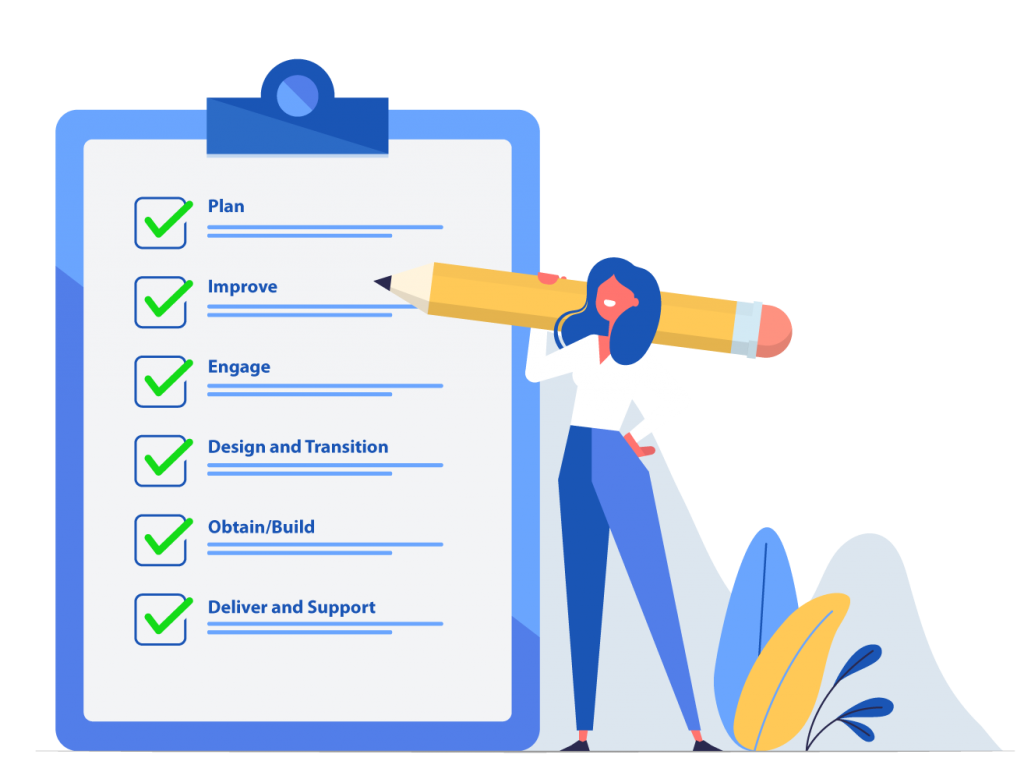 Plan
Improve
Engage
Design and Transition
Obtain/Build
Deliver and Support